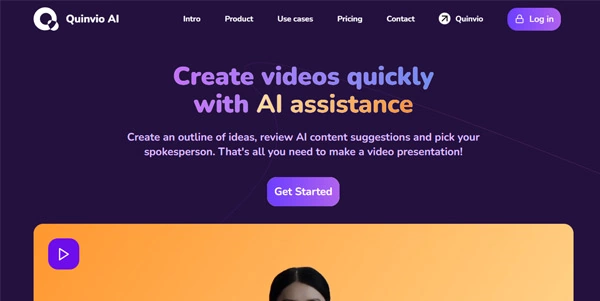 Quinvio AI
Intro
Product
Use cases
Pricing
Contact
Quinvio
Log in
Create videos quickly
with AI assistance
Create an outline of ideas, review AI content suggestions and pick your
spokesperson. That's all you need to make a video presentation!
Get Started